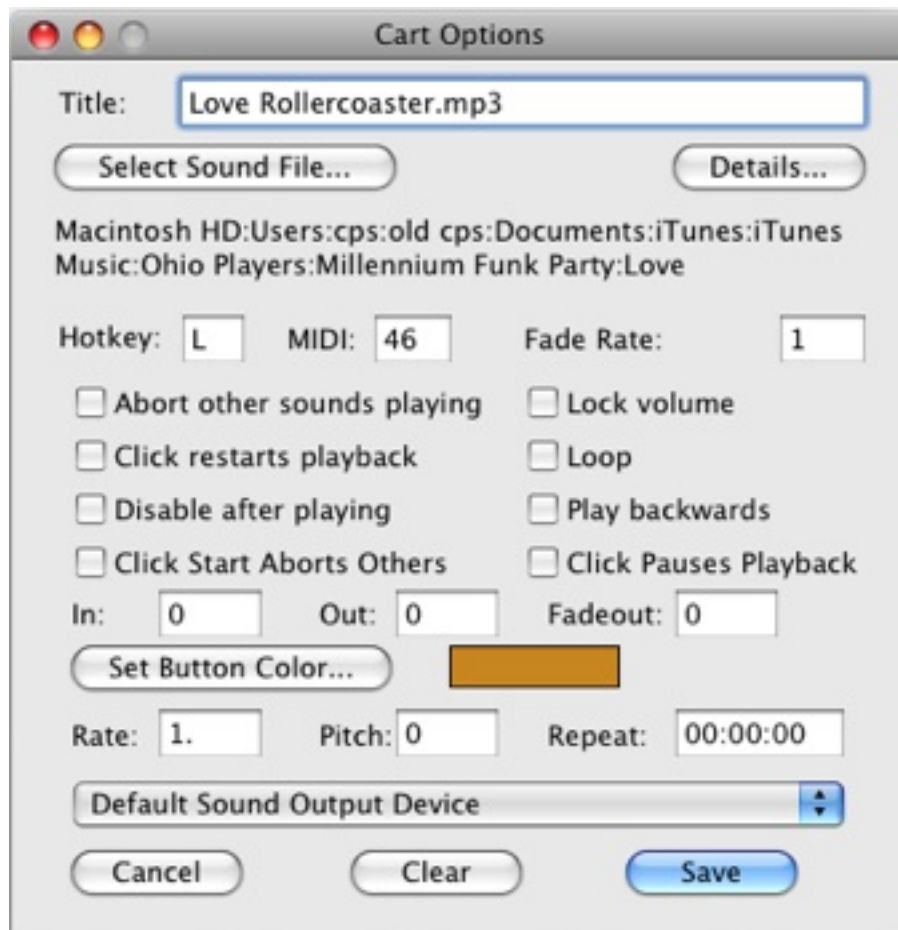 Cart Options
Title: Love Rollercoaster.mp3
Select Sound File... Details...
Macintosh HD:Users:cps:old cps:Documents:iTunes:iTunes
Music:Ohio Players:Millennium Funk Party:Love
Hotkey: L MIDI: 46 Fade Rate: 1
Abort other sounds playing Lock volume
Click restarts playback Loop
Disable after playing Play backwards
Click Start Aborts Others Click Pauses Playback
In: 0 Out: 0 Fadeout: 0
Set Button Color...
Rate: 1. Pitch: 0 Repeat: 00:00:00
Default Sound Output Device
Cancel Clear Save